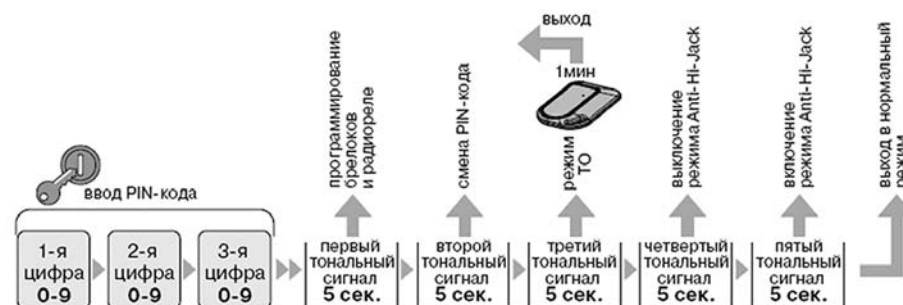 выход
1мин
программирование
брелоков
и радиореле
смена PIN-кода
режим
ТО
выключение
режима Anti-Hi-Jack
включение
режима Anti-Hi-Jack
выход в нормальный
режим
ввод PIN-кода
1-я
цифра
0-9
2-я
цифра
0-9
3-я
цифра
0-9
первый
тональный
сигнал
5 сек.
второй
тональный
сигнал
5 сек.
третий
тональный
сигнал
5 сек.
четвертый
тональный
сигнал
5 сек.
пятый
тональный
сигнал
5 сек.